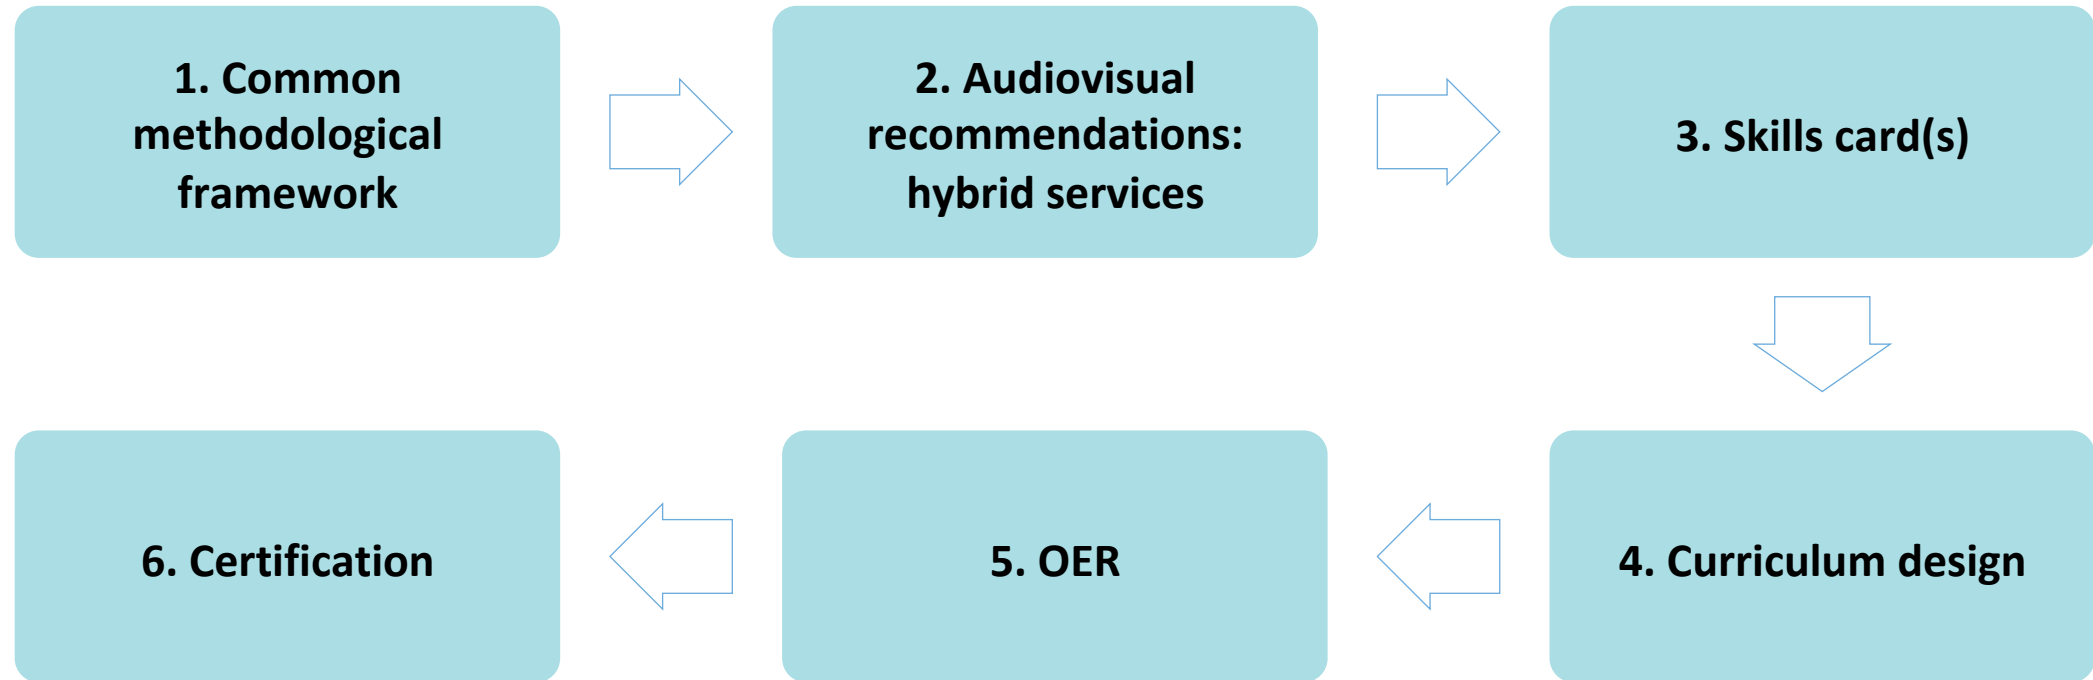 1. Common
methodological
framework
2. Audiovisual
recommendations:
hybrid services
3. Skills card(s)
4. Curriculum design
5. OER
6. Certification